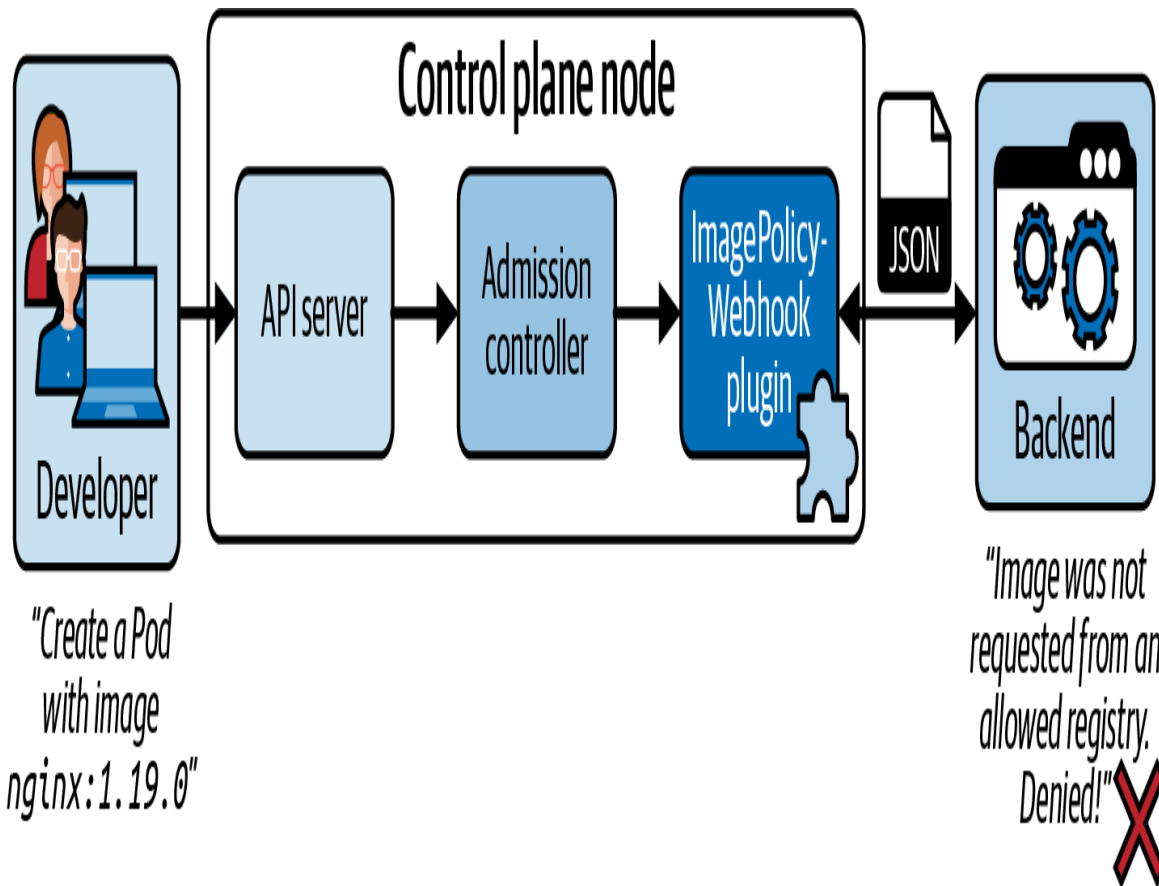 Control plane node
Developer
API server
Admission
controller
ImagePolicy-
Webhook
plugin
JSON
Backend
"Create a Pod
with image
nginx:1.19.0"
"Image was not
requested from an
allowed registry.
Denied!"